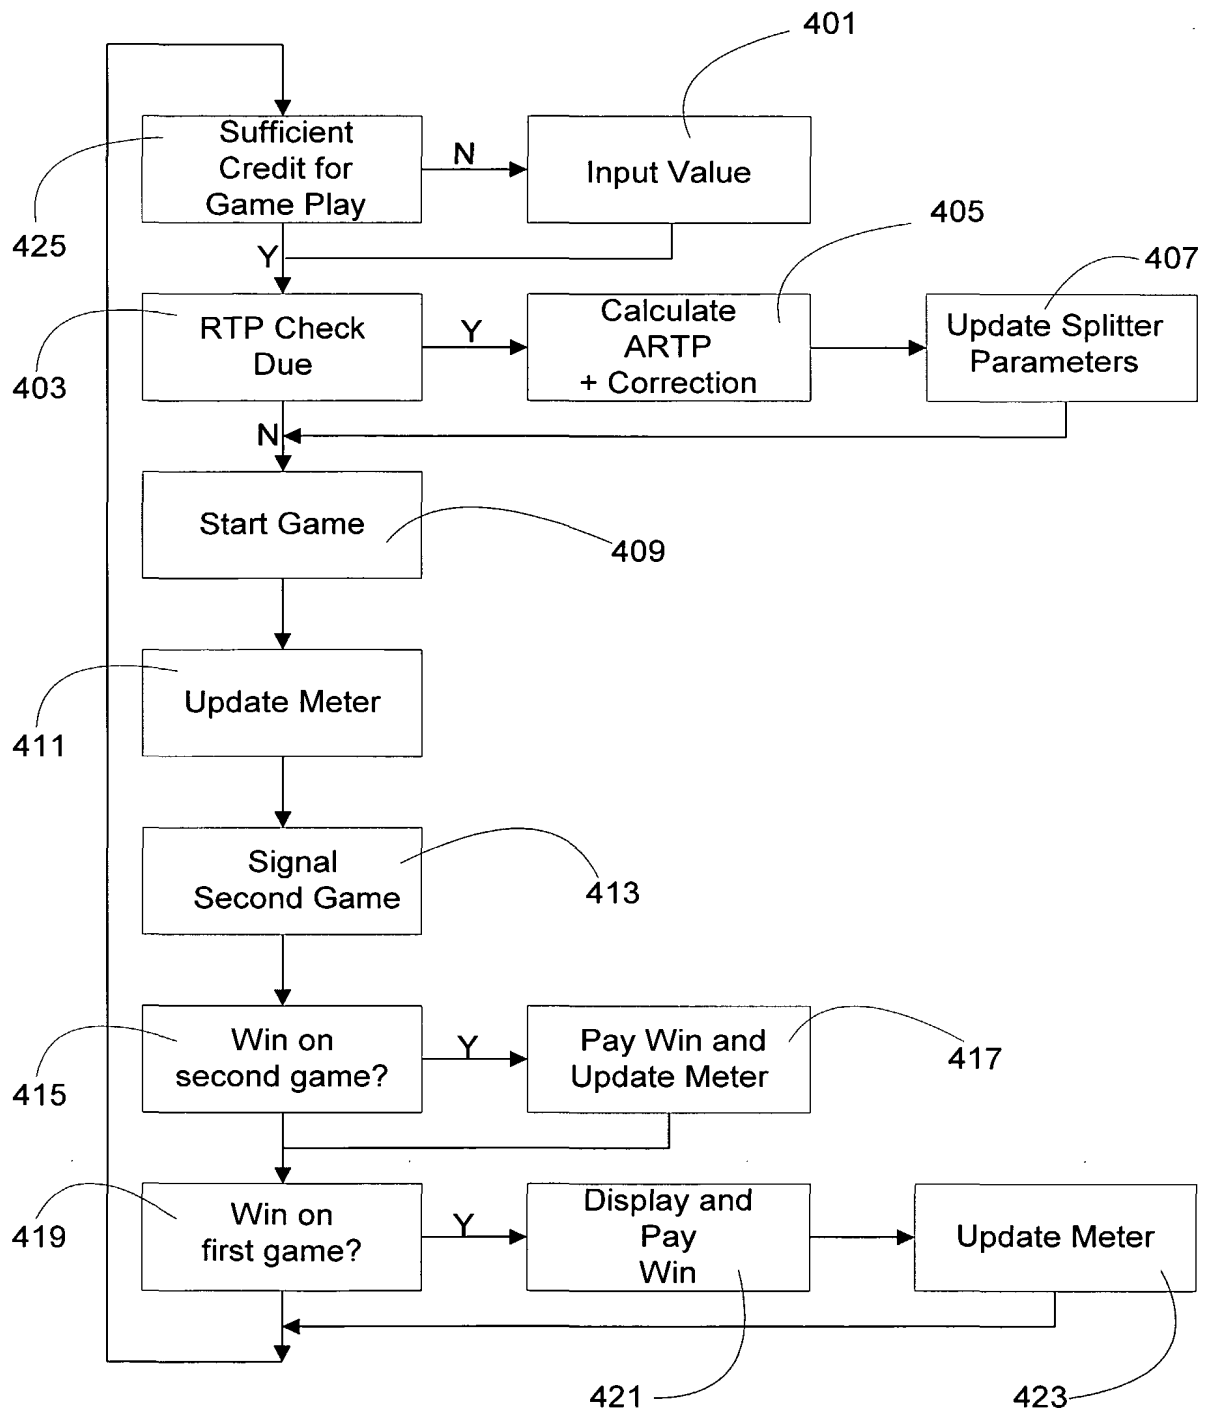 401
Sufficient
Credit for
Game Play
N
Input Value
425
405
Y
407
RTP Check
Due
Y
Calculate
ARTP
+ Correction
Update Splitter
Parameters
403
N
Start Game
409
Update Meter
411
Signal
Second Game
413
Win on
second game?
Y
Pay Win and
Update Meter
415
417
Win on
first game?
Y
Display and
Pay
Win
Update Meter
419
421
423